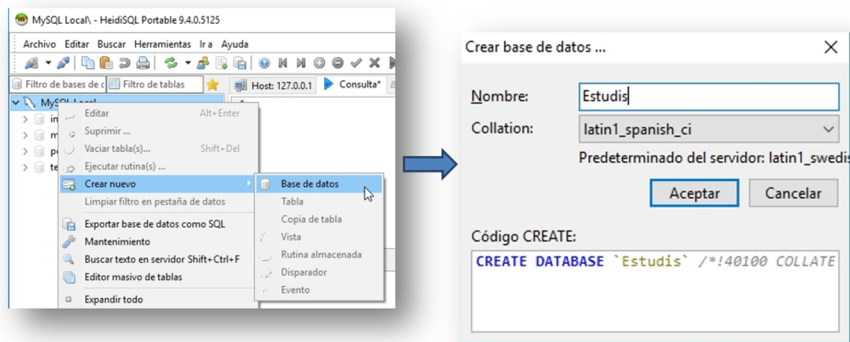 MySQL Local\ - HeidiSQL Portable 9.4.0.5125
Archivo Editar Buscar Herramientas Ir a Ayuda
Filtro de bases de Filtro de tablas Host: 127.0.0.1 Consulta*
MySQL Local
Editar Alt+Enter
Suprimir ...
Vaciar tabla(s)... Shift+Del
Ejecutar rutina(s) ...
Crear nuevo
Limpiar filtro en pestaña de datos
Exportar base de datos como SQL
Mantenimiento
Buscar texto en servidor Shift+Ctrl+F
Editor masivo de tablas
Expandir todo
Base de datos
Tabla
Copia de tabla
Vista
Rutina almacenada
Disparador
Evento
Crear base de datos ...
Nombre: Estudis
Collation: latin1_spanish_ci
Predeterminado del servidor: latin1_swedis
Aceptar Cancelar
Código CREATE:
CREATE DATABASE `Estudis` /*!40100 COLLATE